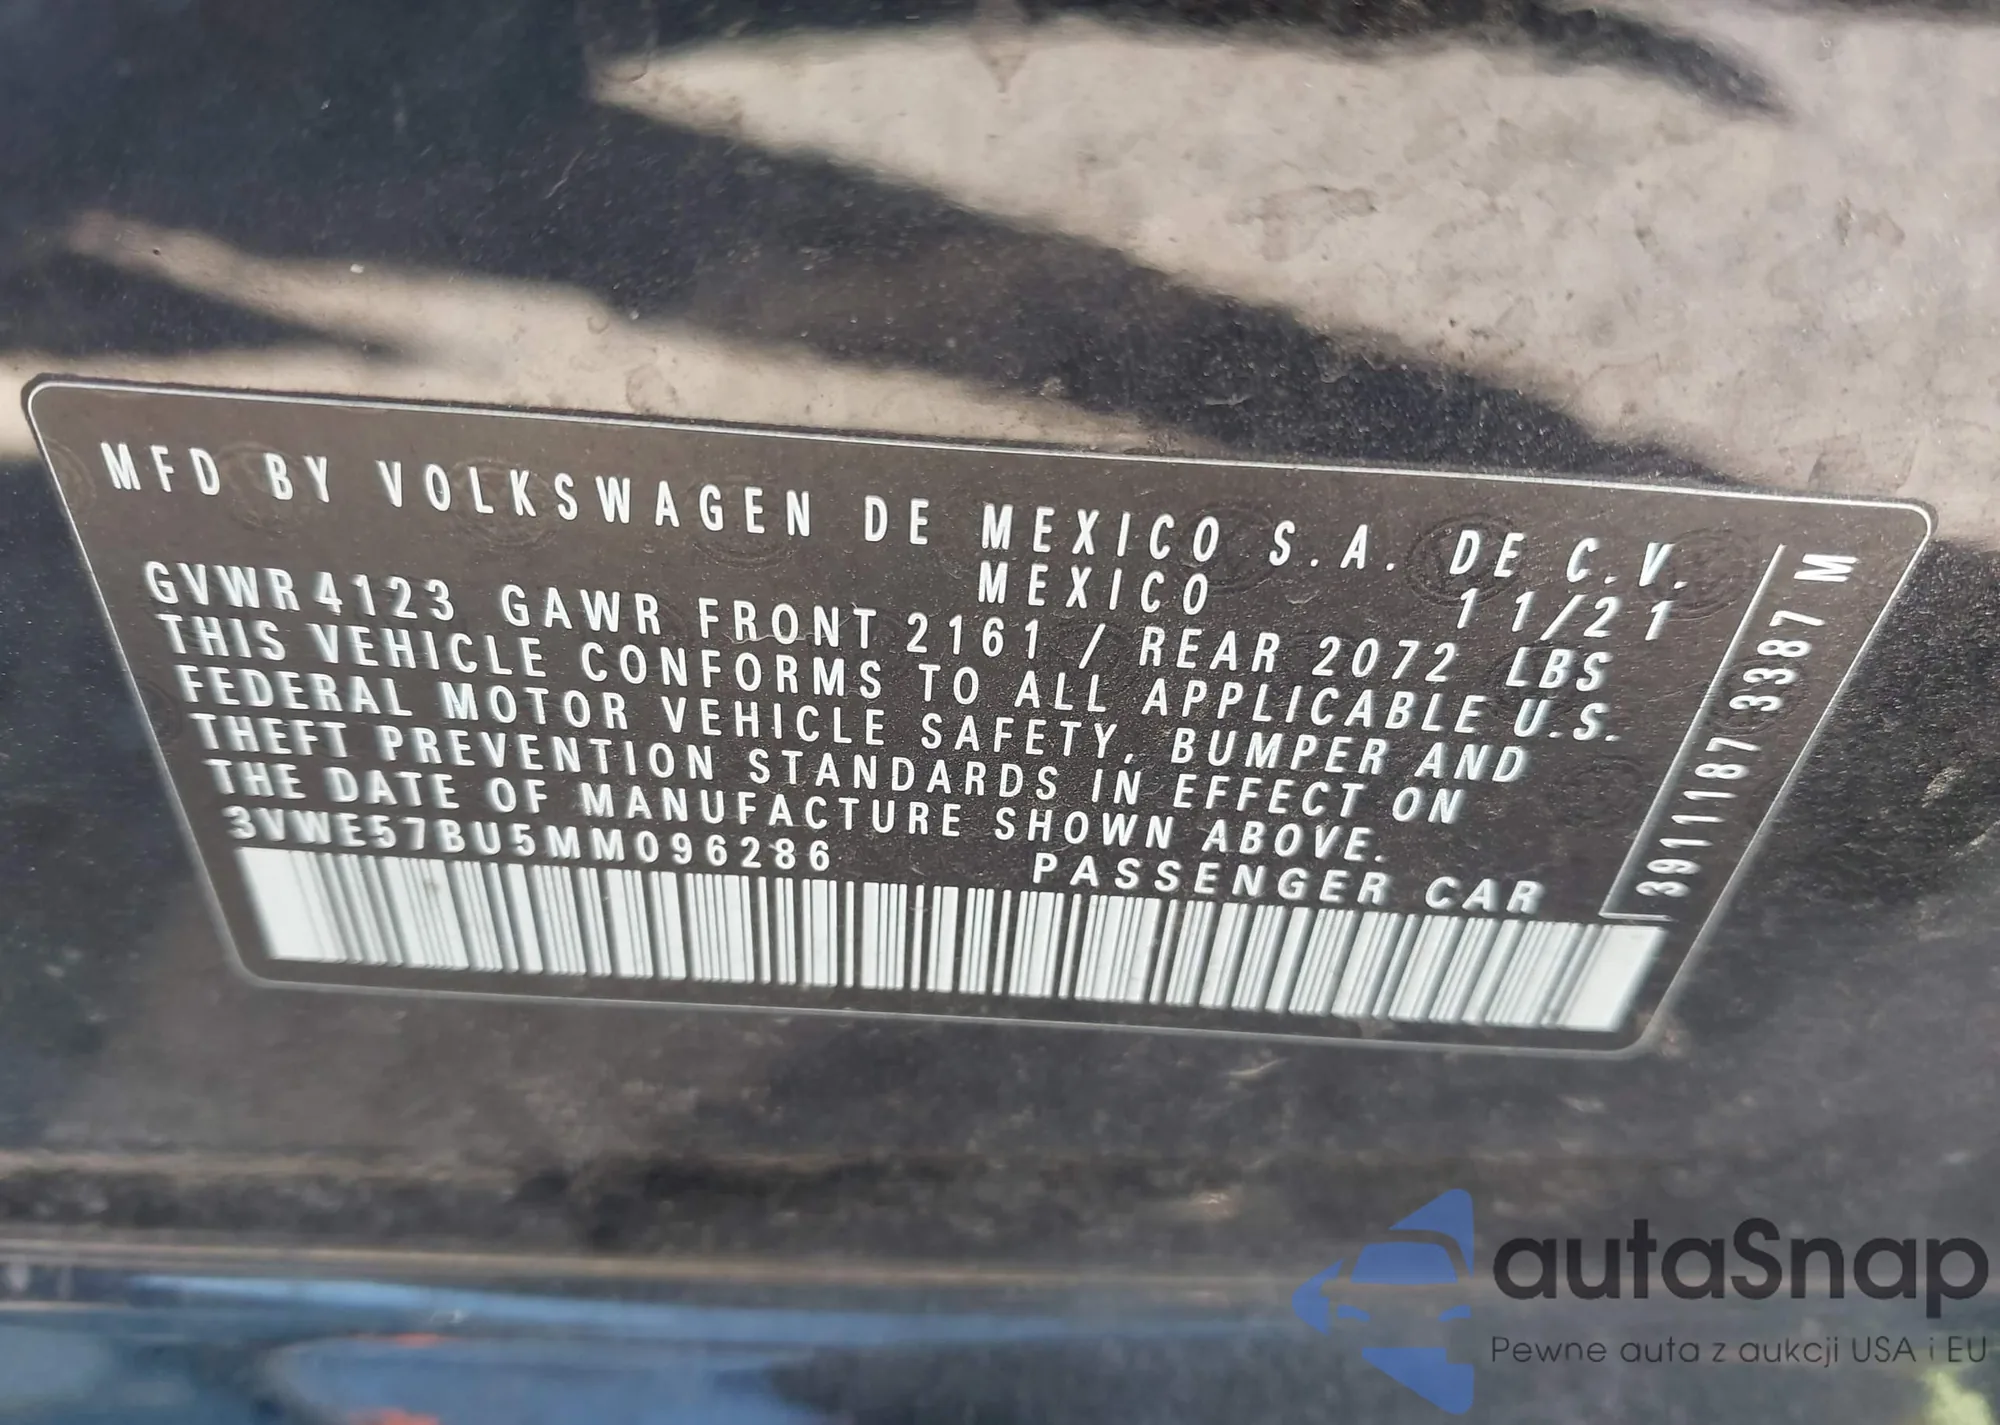 MFD BY VOLKSWAGEN DE MEXICO S.A. DE C.V.
MEXICO 11/21
GVWR 4123 GAWR FRONT 2161 / REAR 2072 LBS
THIS VEHICLE CONFORMS TO ALL APPLICABLE U.S.
FEDERAL MOTOR VEHICLE SAFETY, BUMPER AND
THEFT PREVENTION STANDARDS IN EFFECT ON
THE DATE OF MANUFACTURE SHOWN ABOVE.
3VWE57BU5MM096286 PASSENGER CAR
3911187 3387 M
autaSnap
Pewne auta z aukcji USA i EU